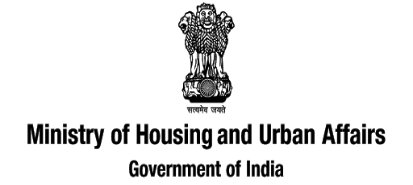 सत्यमेव जयते
Ministry of Housing and Urban Affairs
Government of India